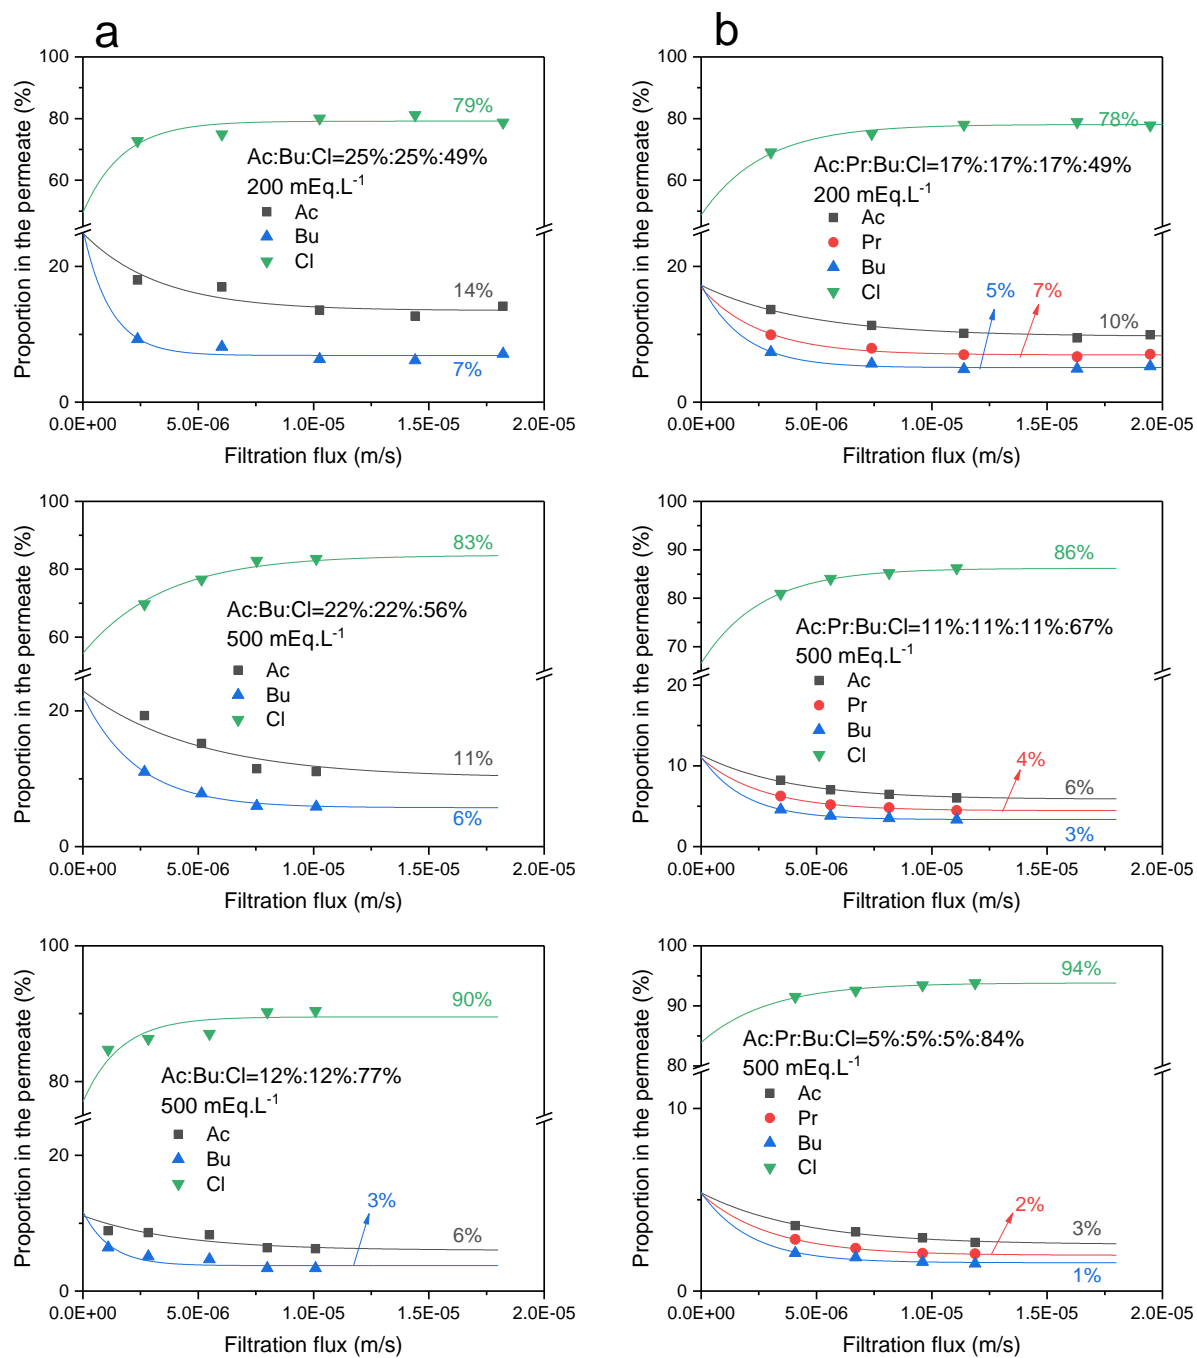 a
Proportion in the permeate (%)
100
80
60
20
0
79%
Ac:Bu:Cl=25%:25%:49%
200 mEq.L⁻¹
Ac
Bu
Cl
14%
7%
0.0E+00 5.0E-06 1.0E-05 1.5E-05 2.0E-05
Filtration flux (m/s)
b
Proportion in the permeate (%)
100
80
60
20
0
78%
Ac:Pr:Bu:Cl=17%:17%:17%:49%
200 mEq.L⁻¹
Ac
Pr
Bu
Cl
5%
7%
10%
0.0E+00 5.0E-06 1.0E-05 1.5E-05 2.0E-05
Filtration flux (m/s)
Proportion in the permeate (%)
100
80
60
20
0
83%
Ac:Bu:Cl=22%:22%:56%
500 mEq.L⁻¹
Ac
Bu
Cl
11%
6%
0.0E+00 5.0E-06 1.0E-05 1.5E-05 2.0E-05
Filtration flux (m/s)
Proportion in the permeate (%)
100
90
80
70
20
10
0
86%
Ac:Pr:Bu:Cl=11%:11%:11%:67%
500 mEq.L⁻¹
Ac
Pr
Bu
Cl
4%
6%
3%
0.0E+00 5.0E-06 1.0E-05 1.5E-05 2.0E-05
Filtration flux (m/s)
Proportion in the permeate (%)
100
80
20
0
90%
Ac:Bu:Cl=12%:12%:77%
500 mEq.L⁻¹
Ac
Bu
Cl
3%
6%
0.0E+00 5.0E-06 1.0E-05 1.5E-05 2.0E-05
Filtration flux (m/s)
Proportion in the permeate (%)
100
90
80
10
0
94%
Ac:Pr:Bu:Cl=5%:5%:5%:84%
500 mEq.L⁻¹
Ac
Pr
Bu
Cl
2%
3%
1%
0.0E+00 5.0E-06 1.0E-05 1.5E-05 2.0E-05
Filtration flux (m/s)